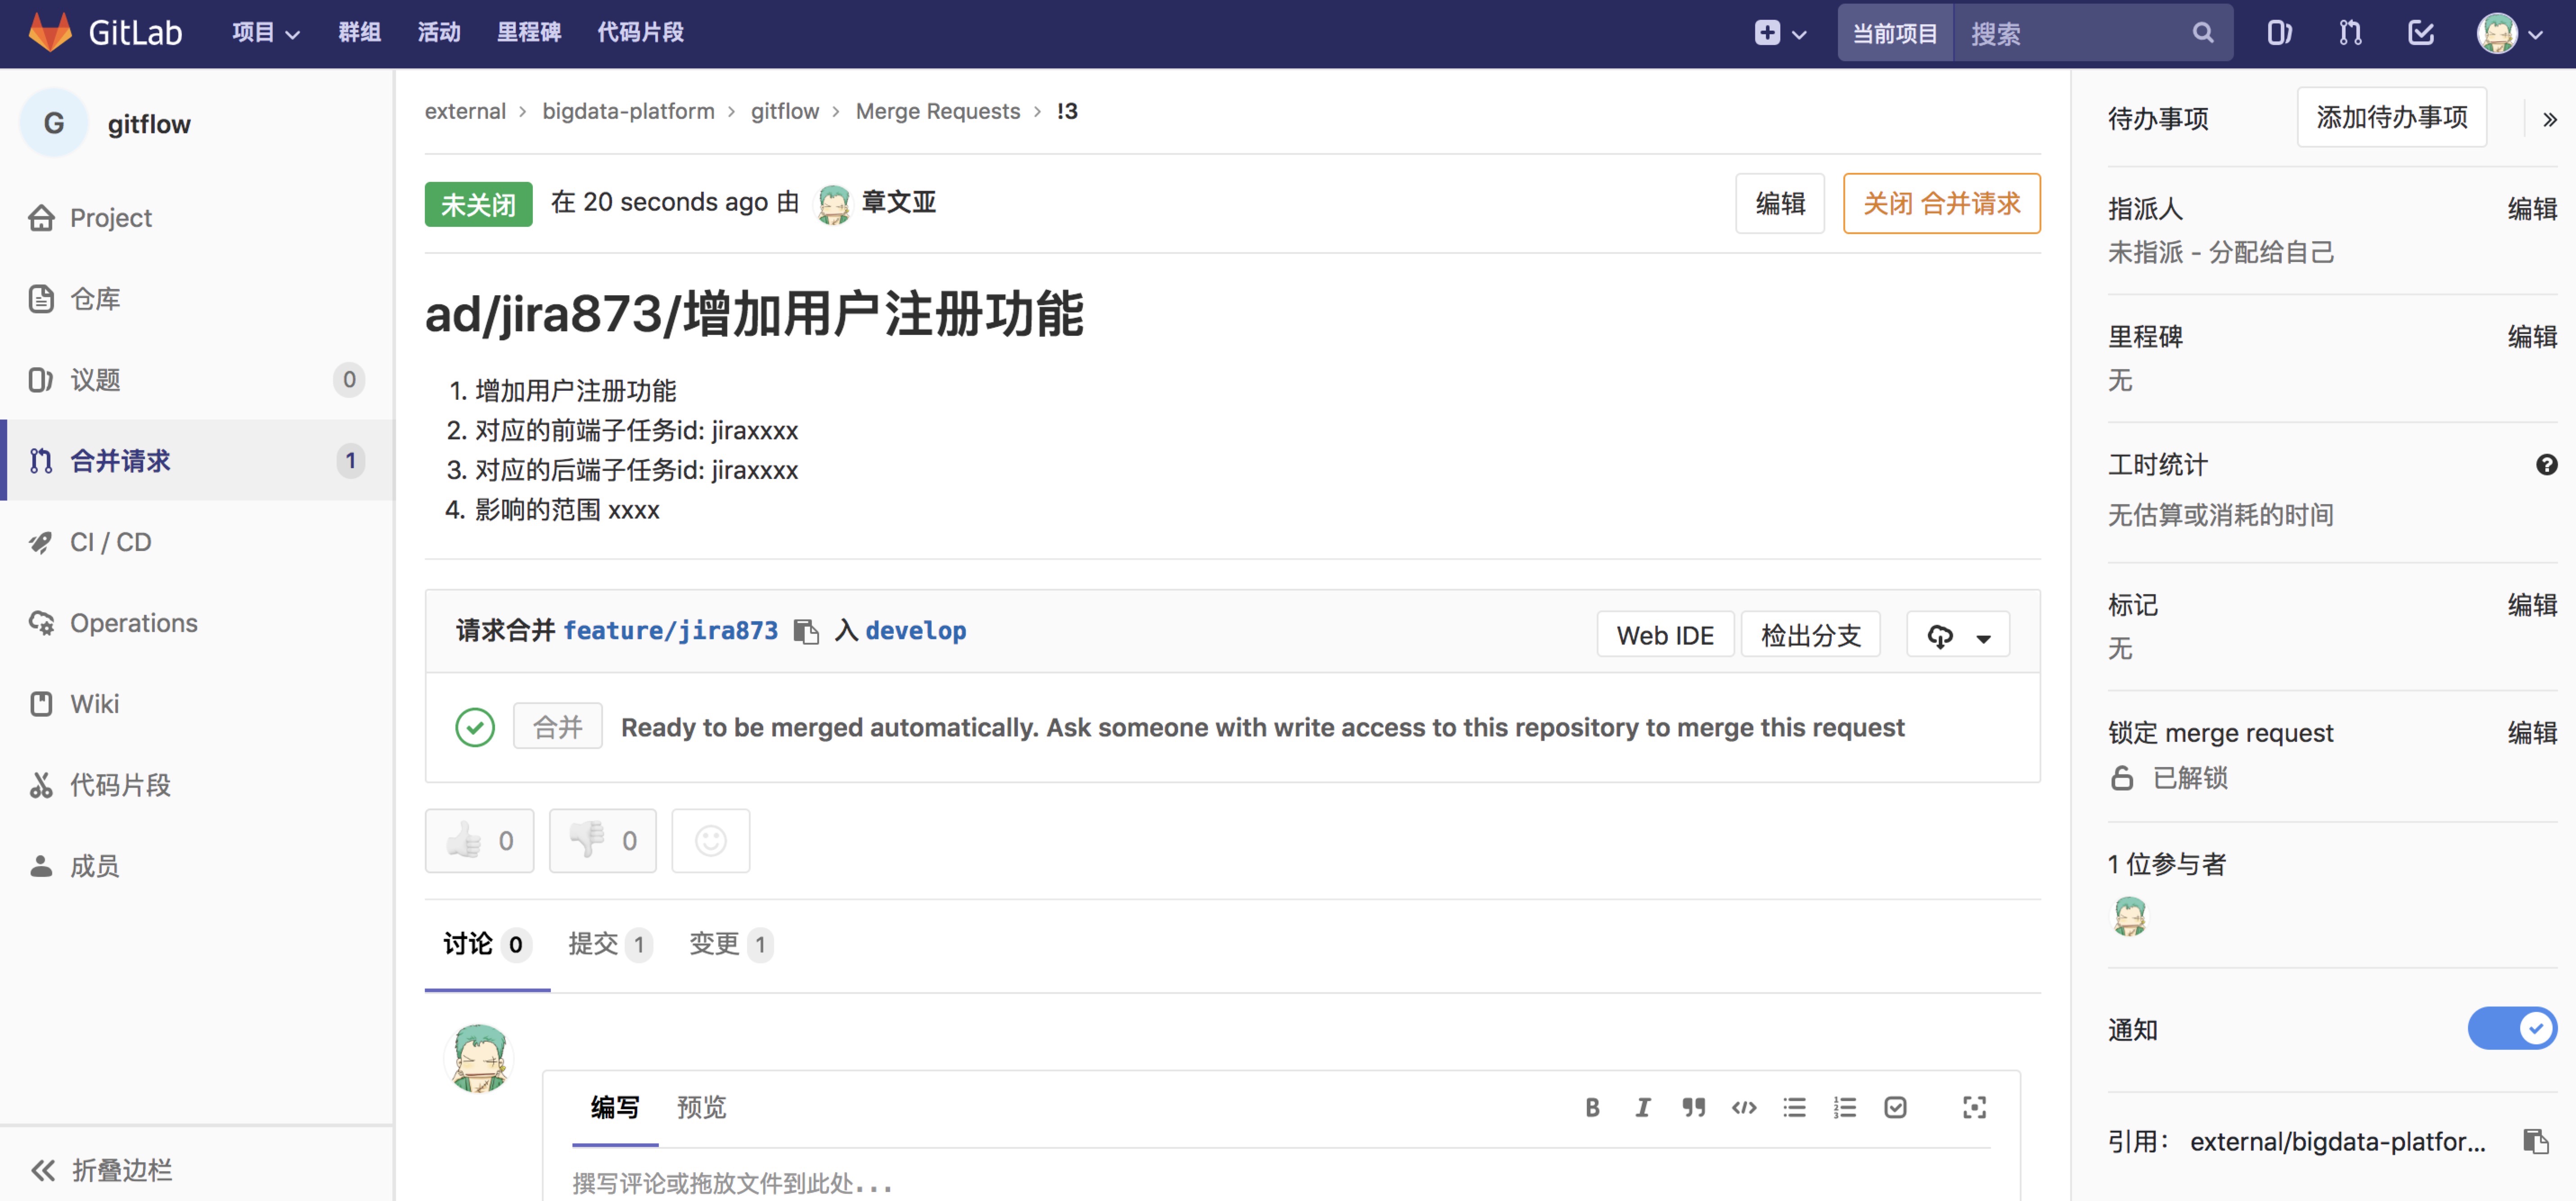 GitLab 项目 群组 活动 里程碑 代码片段 当前项目 搜索
G gitflow
Project
仓库
议题 0
合并请求 1
CI / CD
Operations
Wiki
代码片段
成员
折叠边栏
external > bigdata-platform > gitflow > Merge Requests > !3
未关闭 在 20 seconds ago 由 章文亚 编辑 关闭 合并请求
ad/jira873/增加用户注册功能
1. 增加用户注册功能
2. 对应的前端子任务id: jiraxxxx
3. 对应的后端子任务id: jiraxxxx
4. 影响的范围 xxxx
请求合并 feature/jira873 入 develop Web IDE 检出分支
合并 Ready to be merged automatically. Ask someone with write access to this repository to merge this request
0 0
讨论 0 提交 1 变更 1
编写 预览
撰写评论或拖放文件到此处...
待办事项 添加待办事项 »
指派人 编辑
未指派 - 分配给自己
里程碑 编辑
无
工时统计
无估算或消耗的时间
标记 编辑
无
锁定 merge request 编辑
已解锁
1 位参与者
通知
引用： external/bigdata-platfor...